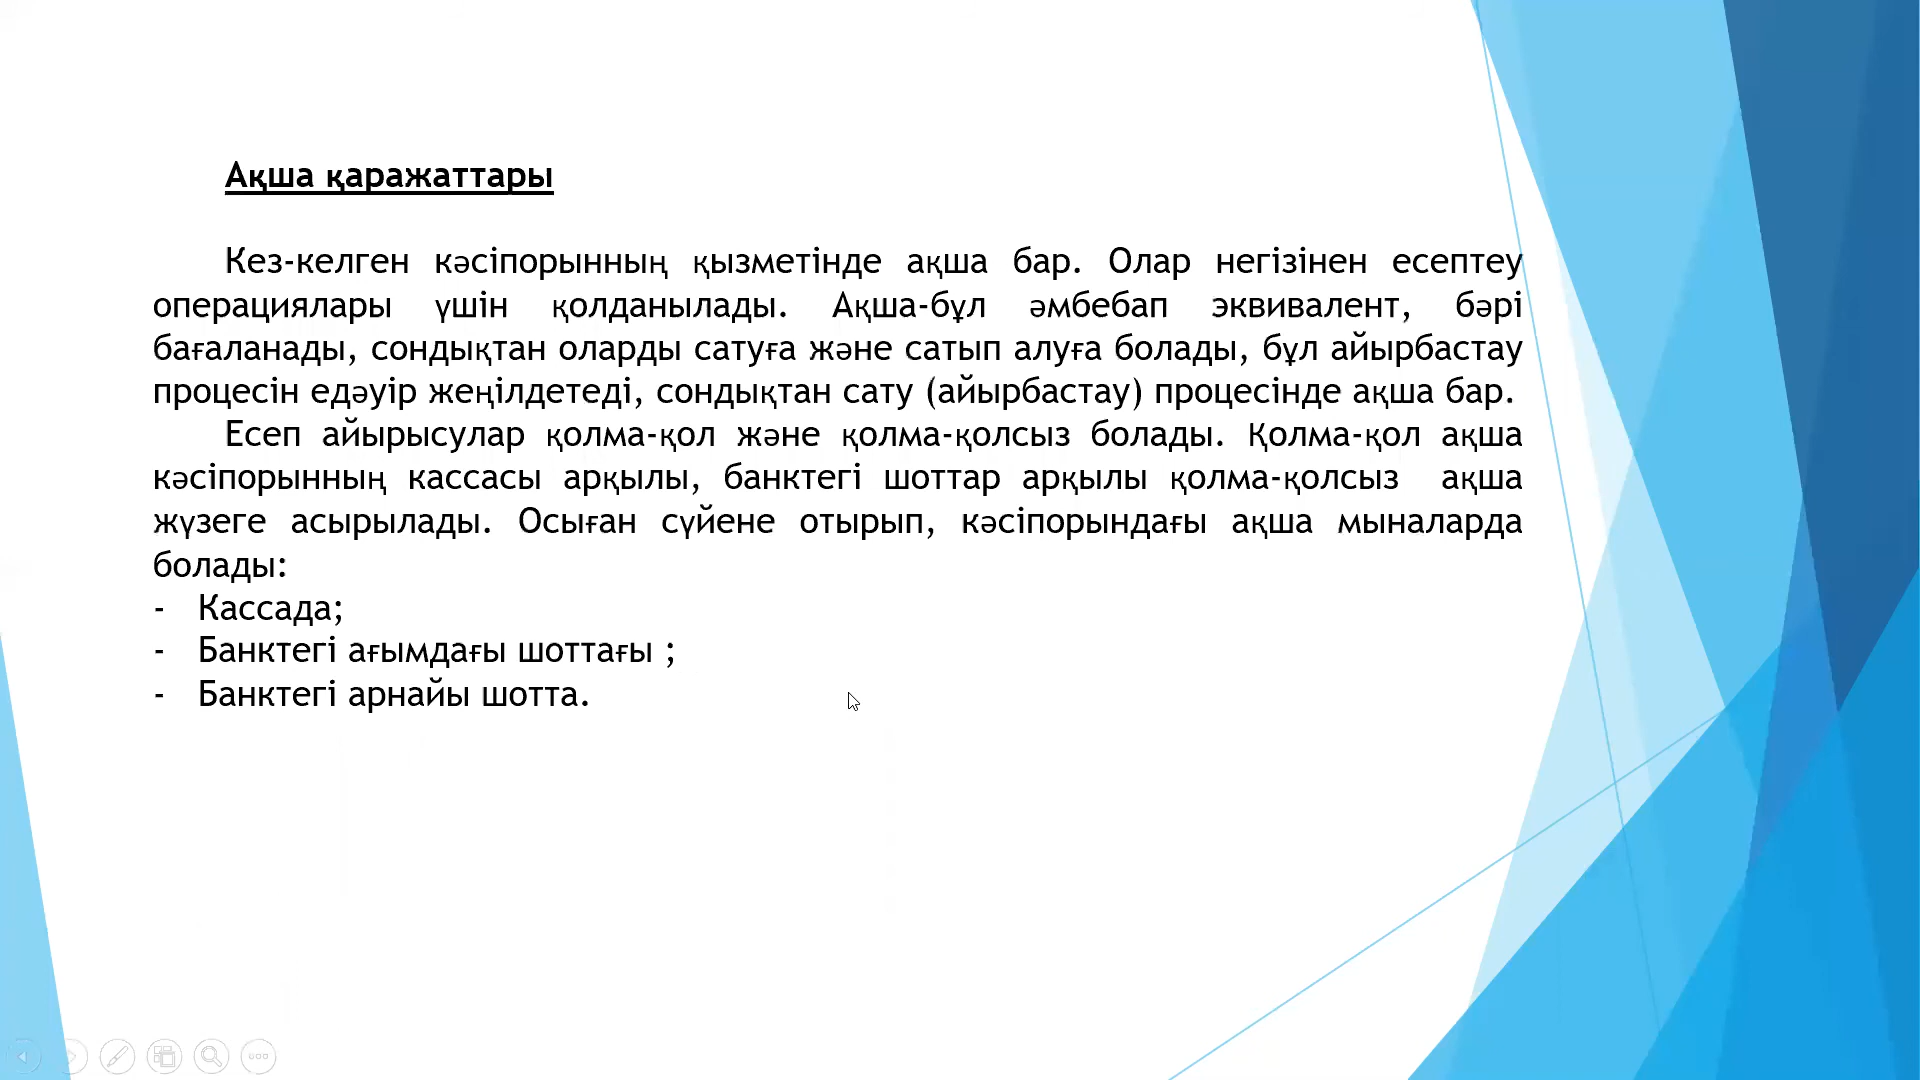 Ақша қаражаттары
Кез-келген кәсіпорынның қызметінде ақша бар. Олар негізінен есептеу
операциялары үшін қолданылады. Ақша-бұл әмбебап эквивалент, бәрі
бағаланады, сондықтан оларды сатуға және сатып алуға болады, бұл айырбастау
процесін едәуір жеңілдетеді, сондықтан сату (айырбастау) процесінде ақша бар.
Есеп айырысулар қолма-қол және қолма-қолсыз болады. Қолма-қол ақша
кәсіпорынның кассасы арқылы, банктегі шоттар арқылы қолма-қолсыз ақша
жүзеге асырылады. Осыған сүйене отырып, кәсіпорындағы ақша мыналарда
болады:
- Кассада;
- Банктегі ағымдағы шоттағы ;
- Банктегі арнайы шотта.